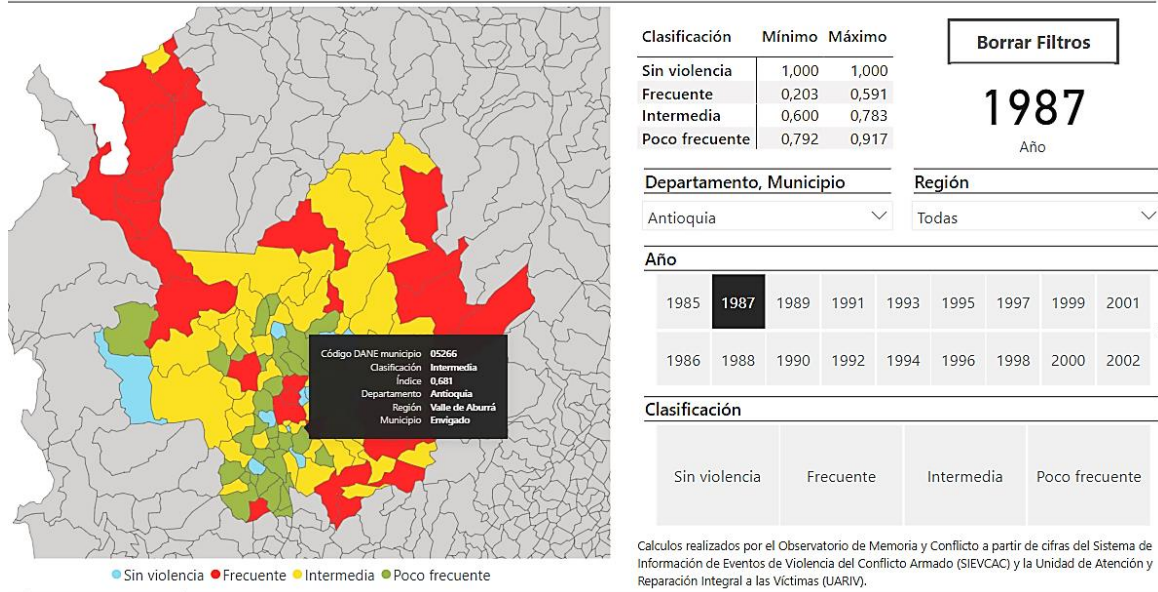 Clasificación Mínimo Máximo
Sin violencia 1,000 1,000
Frecuente 0,203 0,591
Intermedia 0,600 0,783
Poco frecuente 0,792 0,917
Borrar Filtros
1987
Año
Departamento, Municipio
Antioquia
Región
Todas
Año
1985 1987 1989 1991 1993 1995 1997 1999 2001
1986 1988 1990 1992 1994 1996 1998 2000 2002
Clasificación
Sin violencia Frecuente Intermedia Poco frecuente
Código DANE municipio 05266
Clasificación Intermedia
Índice 0,681
Departamento Antioquia
Región Valle de Aburrá
Municipio Envigado
Sin violencia Frecuente Intermedia Poco frecuente
Calculos realizados por el Observatorio de Memoria y Conflicto a partir de cifras del Sistema de
Información de Eventos de Violencia del Conflicto Armado (SIEVCAC) y la Unidad de Atención y
Reparación Integral a las Víctimas (UARIV).